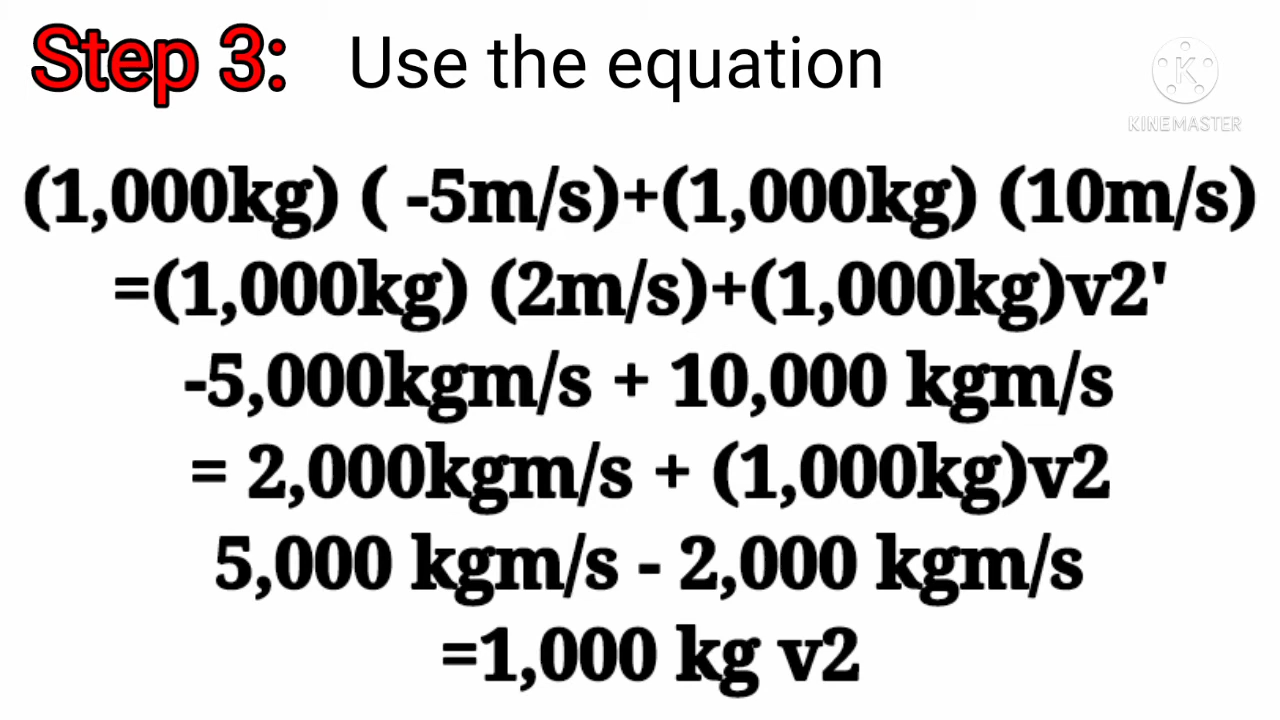 Step 3: Use the equation
KINEMASTER
(1,000kg) ( -5m/s)+(1,000kg) (10m/s)
=(1,000kg) (2m/s)+(1,000kg)v2'
-5,000kgm/s + 10,000 kgm/s
= 2,000kgm/s + (1,000kg)v2
5,000 kgm/s - 2,000 kgm/s
=1,000 kg v2